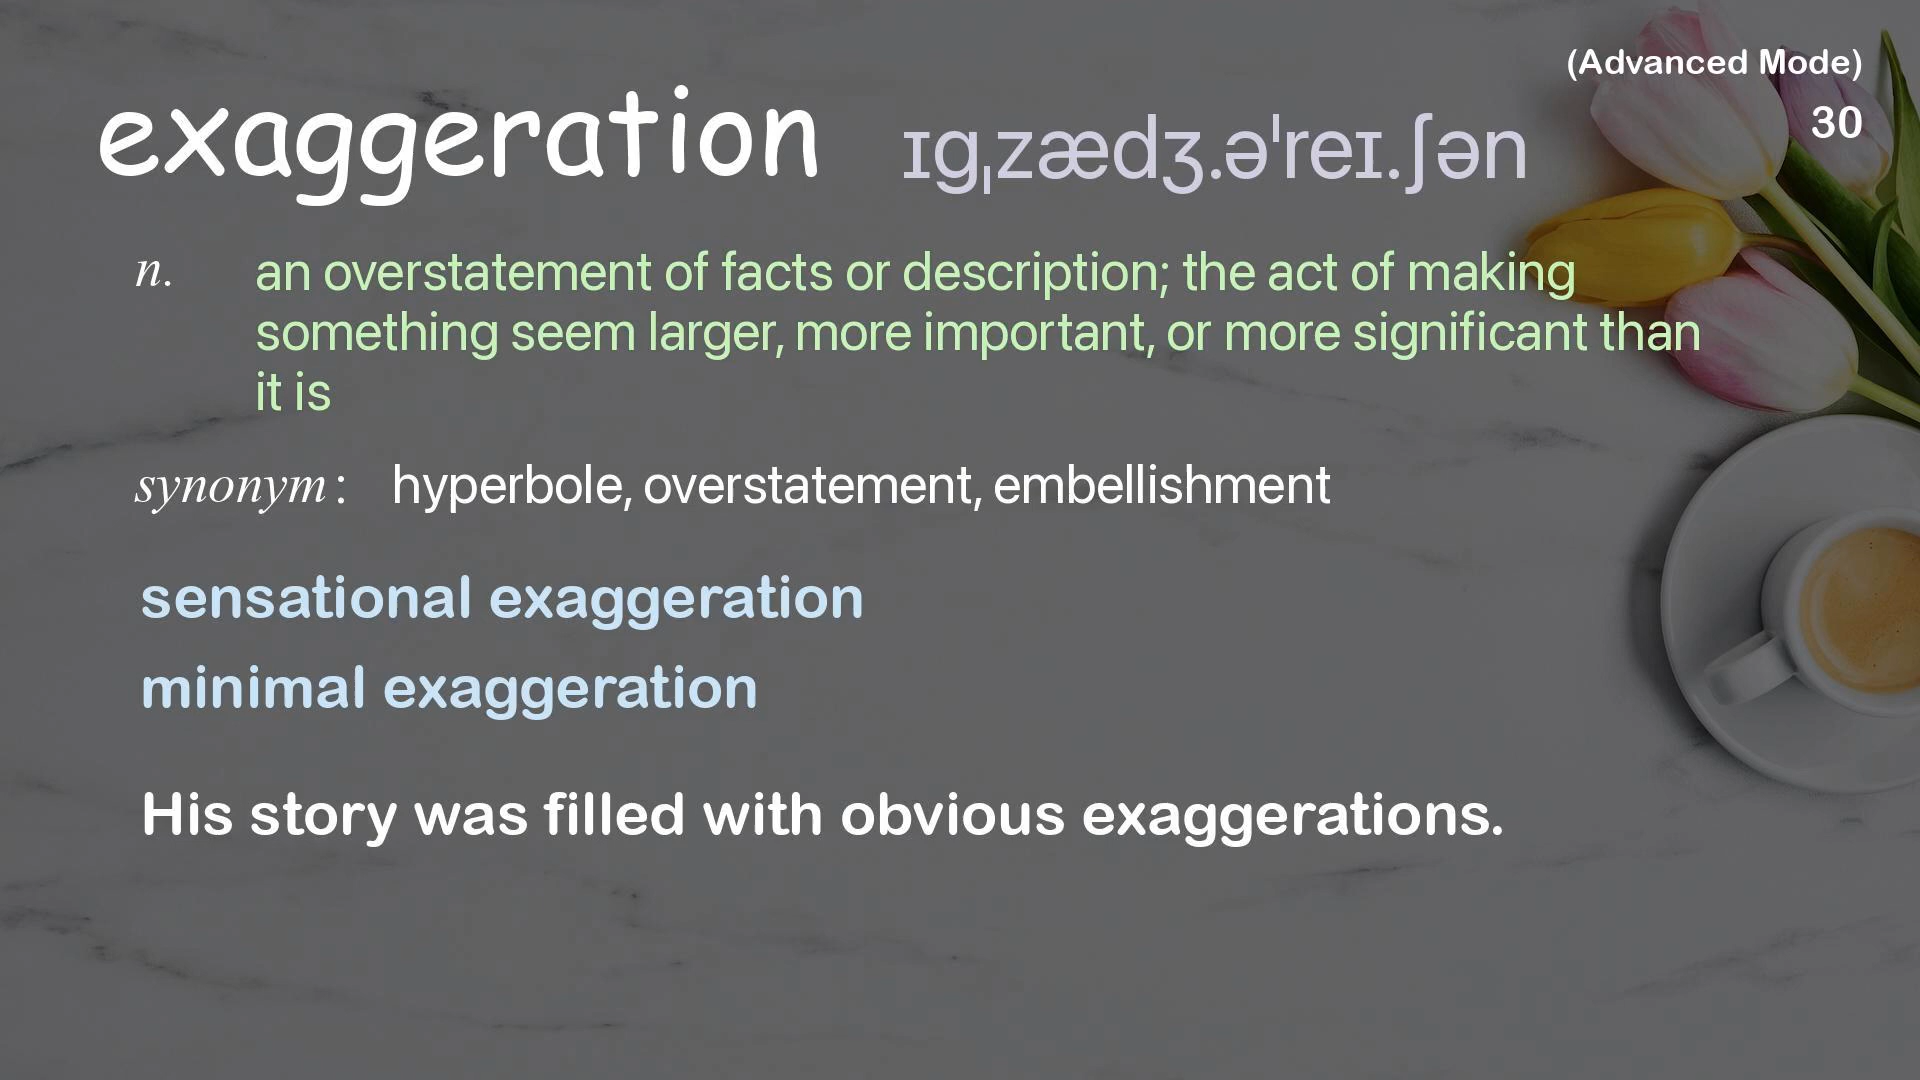 (Advanced Mode)
exaggeration ɪgˌzædʒ.əˈreɪ.ʃən
30
n. an overstatement of facts or description; the act of making
something seem larger, more important, or more significant than
it is
synonym: hyperbole, overstatement, embellishment
sensational exaggeration
minimal exaggeration
His story was filled with obvious exaggerations.